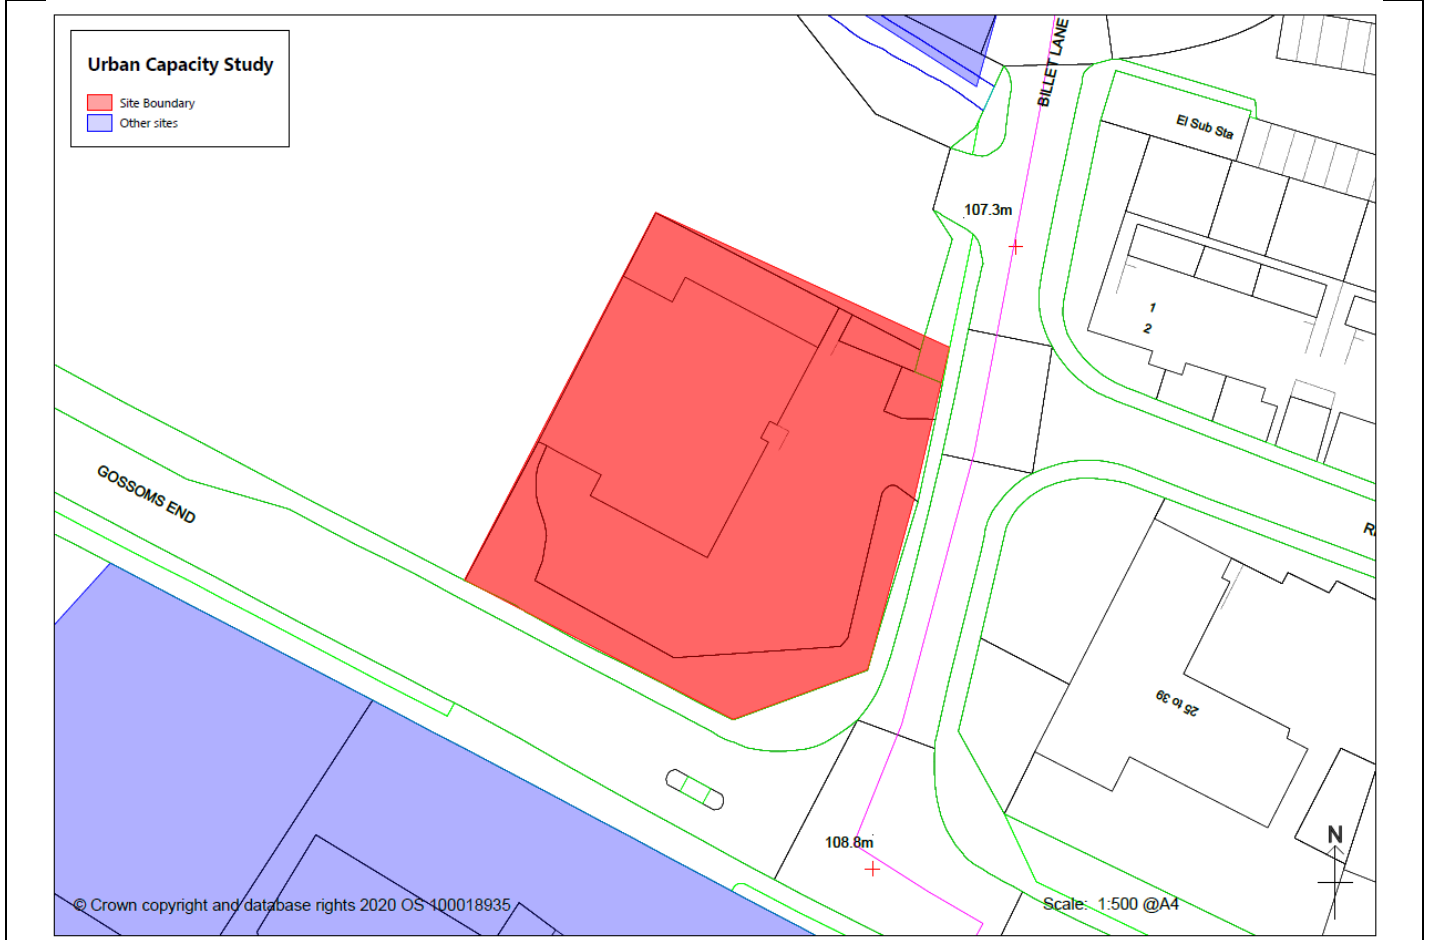 Urban Capacity Study
Site Boundary
Other sites
BILLET LANE
El Sub Sta
107.3m
1
2
GOSSOMS END
25 to 39
108.8m
N
© Crown copyright and database rights 2020 OS 100018935
Scale: 1:500 @A4